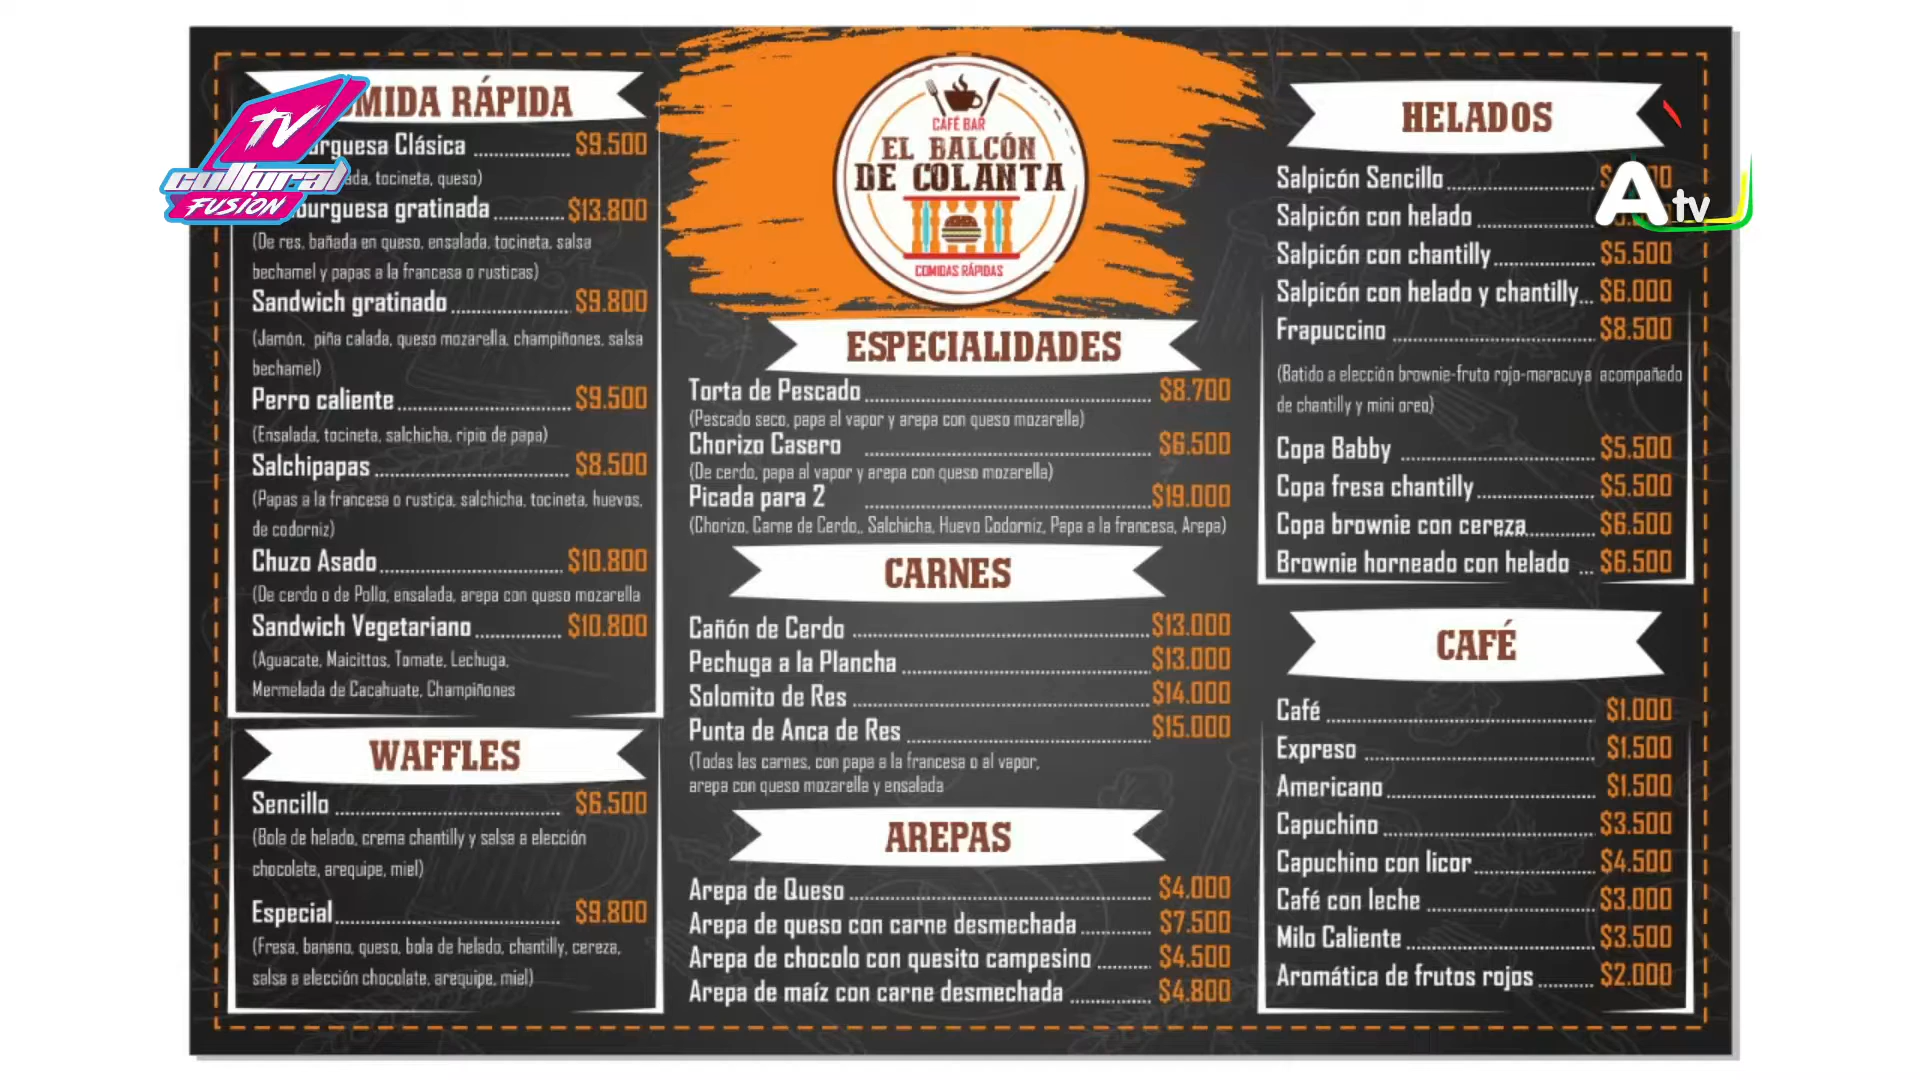 TV
cultural
FUSIÓN
RÁPIDA
Clásica ........ $9.500
tocineta, queso)
gratinada ........ $13.800
(De res, bañada en queso, ensalada, tocineta, salsa
bechamel y papas a la francesa o rusticas)
Sandwich gratinado ........ $9.800
(Jamón, piña calada, queso mozarella, champiñones, salsa
bechamel)
Perro caliente ........ $9.500
(Ensalada, tocineta, salchicha, ripio de papa)
Salchipapas ........ $8.500
(Papas a la francesa o rustica, salchicha, tocineta, huevos,
de codorniz)
Chuzo Asado ........ $10.800
(De cerdo o de Pollo, ensalada, arepa con queso mozarella
Sandwich Vegetariano ........ $10.800
(Aguacate, Maicittos, Tomate, Lechuga,
Mermelada de Cacahuate, Champiñones
WAFFLES
Sencillo ........ $6.500
(Bola de helado, crema chantilly y salsa a elección
chocolate, arequipe, miel)
Especial ........ $9.800
(Fresa, banano, queso, bola de helado, chantilly, cereza,
salsa a elección chocolate, arequipe, miel)
CAFÉ BAR
EL BALCÓN
DE COLANTA
COMIDAS RÁPIDAS
ESPECIALIDADES
Torta de Pescado ........ $8.700
(Pescado seco, papa al vapor y arepa con queso mozarella)
Chorizo Casero ........ $6.500
(De cerdo, papa al vapor y arepa con queso mozarella)
Picada para 2 ........ $19.000
(Chorizo, Carne de Cerdo,, Salchicha, Huevo Codorniz, Papa a la francesa, Arepa)
CARNES
Cañón de Cerdo ........ $13.000
Pechuga a la Plancha ........ $13.000
Solomito de Res ........ $14.000
Punta de Anca de Res ........ $15.000
(Todas las carnes, con papa a la francesa o al vapor,
arepa con queso mozarella y ensalada
AREPAS
Arepa de Queso ........ $4.000
Arepa de queso con carne desmechada ........ $7.500
Arepa de chocolo con quesito campesino ........ $4.500
Arepa de maíz con carne desmechada ........ $4.800
HELADOS
Salpicón Sencillo ........
Salpicón con helado ........
Atv
Salpicón con chantilly ........ $5.500
Salpicón con helado y chantilly... $6.000
Frapuccino ........ $8.500
(Batido a elección brownie-fruto rojo-maracuya acompañado
de chantilly y mini oreo)
Copa Babby ........ $5.500
Copa fresa chantilly ........ $5.500
Copa brownie con cereza ........ $6.500
Brownie horneado con helado ... $6.500
CAFÉ
Café ........ $1.000
Expreso ........ $1.500
Americano ........ $1.500
Capuchino ........ $3.500
Capuchino con licor ........ $4.500
Café con leche ........ $3.000
Milo Caliente ........ $3.500
Aromática de frutos rojos ........ $2.000